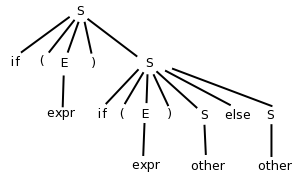 S
if ( E ) S
expr if ( E ) S else S
expr other other